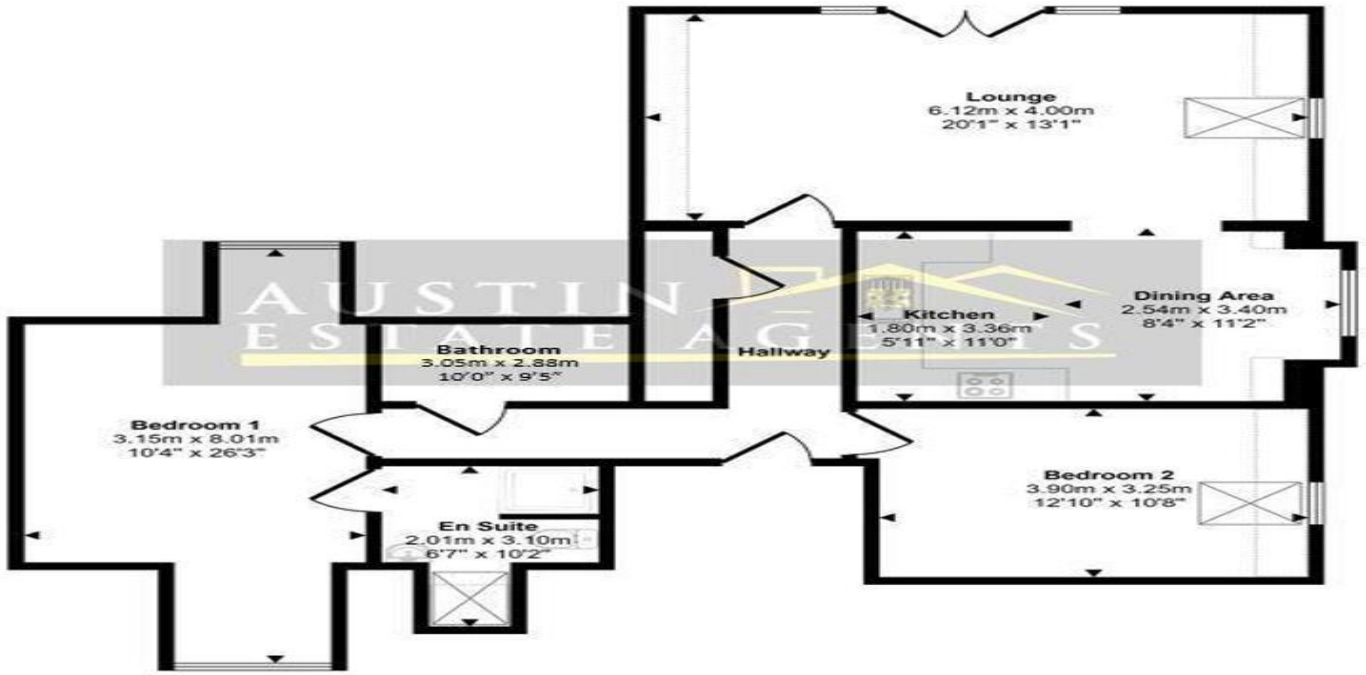 Lounge
6.12m x 4.00m
20'1" x 13'1"
AUSTIN
ESTATE AGENTS
Kitchen
1.80m x 3.36m
5'11" x 11'0"
Dining Area
2.54m x 3.40m
8'4" x 11'2"
Hallway
Bathroom
3.05m x 2.88m
10'0" x 9'5"
Bedroom 1
3.15m x 8.01m
10'4" x 26'3"
Bedroom 2
3.90m x 3.25m
12'10" x 10'8"
En Suite
2.01m x 3.10m
6'7" x 10'2"